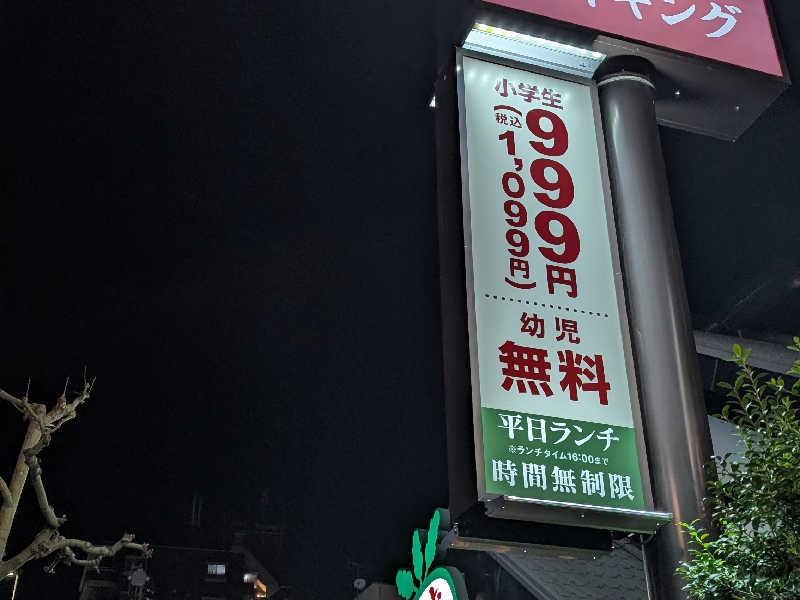 キング
小学生
999円
(税込1,099円)
幼児
無料
平日ランチ
※ランチタイム16:00まで
時間無制限